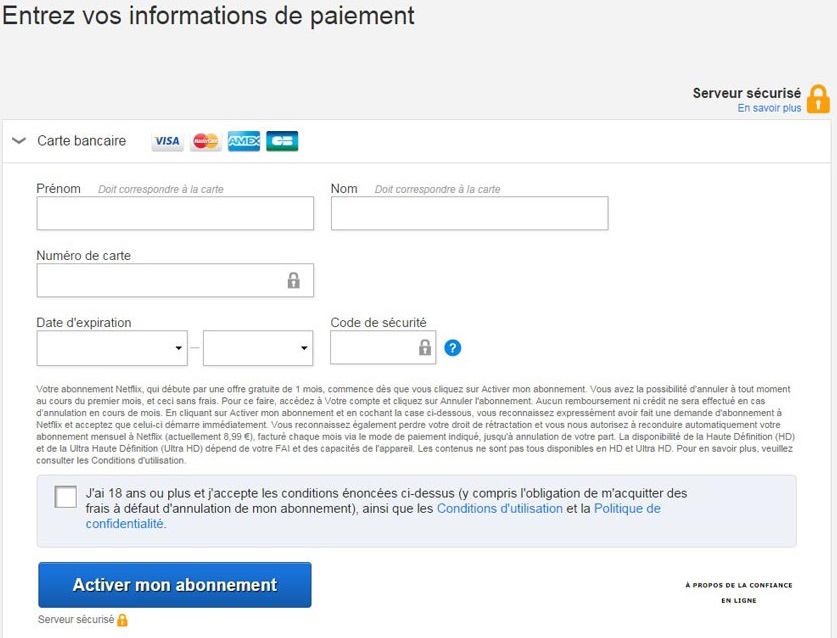 Entrez vos informations de paiement
Serveur sécurisé
En savoir plus
Carte bancaire VISA MasterCard AMEX CB
Prénom Doit correspondre à la carte Nom Doit correspondre à la carte
Numéro de carte
Date d'expiration Code de sécurité
?
Votre abonnement Netflix, qui débute par une offre gratuite de 1 mois, commence dès que vous cliquez sur Activer mon abonnement. Vous avez la possibilité d'annuler à tout moment
au cours du premier mois, et ceci sans frais. Pour ce faire, accédez à Votre compte et cliquez sur Annuler l'abonnement. Aucun remboursement ni crédit ne sera effectué en cas
d'annulation en cours de mois. En cliquant sur Activer mon abonnement et en cochant la case ci-dessous, vous reconnaissez expressément avoir fait une demande d'abonnement à
Netflix et acceptez que celui-ci démarre immédiatement. Vous reconnaissez également perdre votre droit de rétractation et vous nous autorisez à reconduire automatiquement votre
abonnement mensuel à Netflix (actuellement 8,99 €), facturé chaque mois via le mode de paiement indiqué, jusqu'à annulation de votre part. La disponibilité de la Haute Définition (HD)
et de la Ultra Haute Définition (Ultra HD) dépend de votre FAI et des capacités de l'appareil. Les contenus ne sont pas tous disponibles en HD et Ultra HD. Pour en savoir plus, veuillez
consulter les Conditions d'utilisation.
J'ai 18 ans ou plus et j'accepte les conditions énoncées ci-dessus (y compris l'obligation de m'acquitter des
frais à défaut d'annulation de mon abonnement), ainsi que les Conditions d'utilisation et la Politique de
confidentialité.
Activer mon abonnement
À PROPOS DE LA CONFIANCE
EN LIGNE
Serveur sécurisé